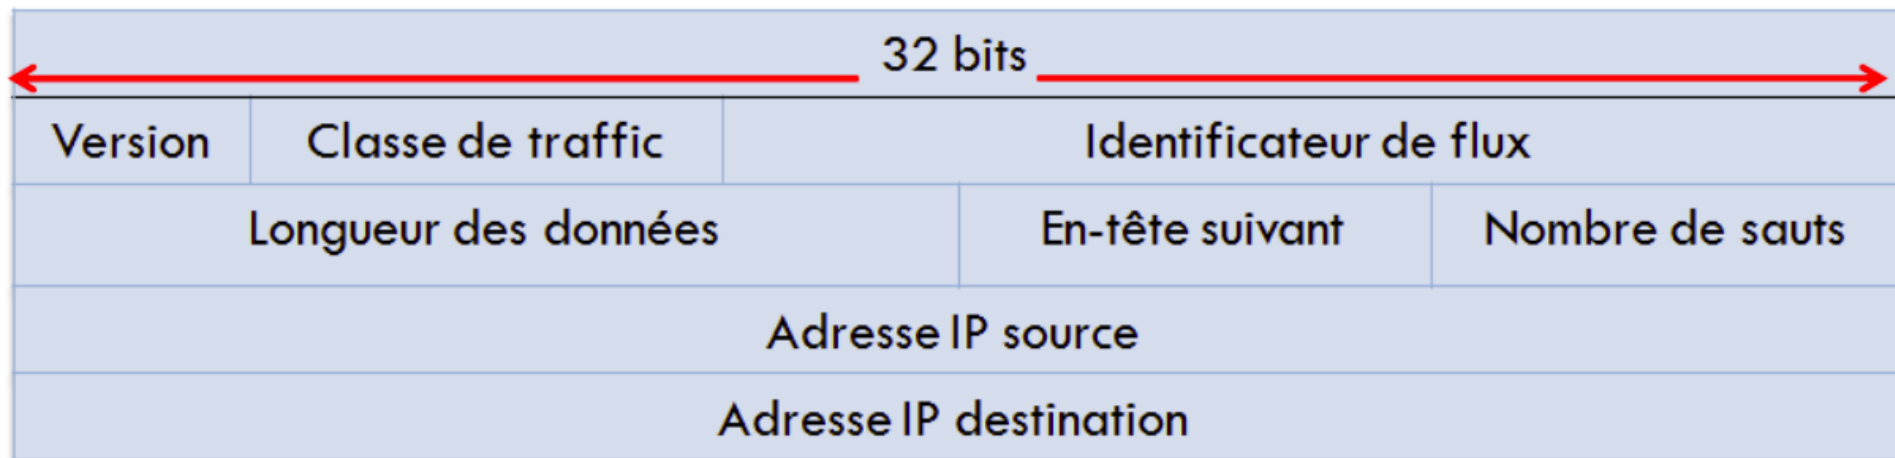 32 bits
Version Classe de traffic Identificateur de flux
Longueur des données En-tête suivant Nombre de sauts
Adresse IP source
Adresse IP destination